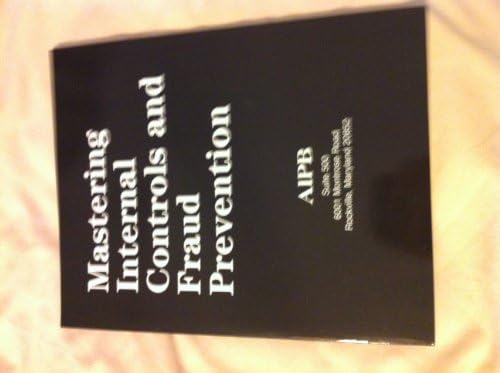 Mastering
Internal
Controls and
Fraud
Prevention
AIPB
Suite 500
6001 Montrose Road
Rockville, Maryland 20852